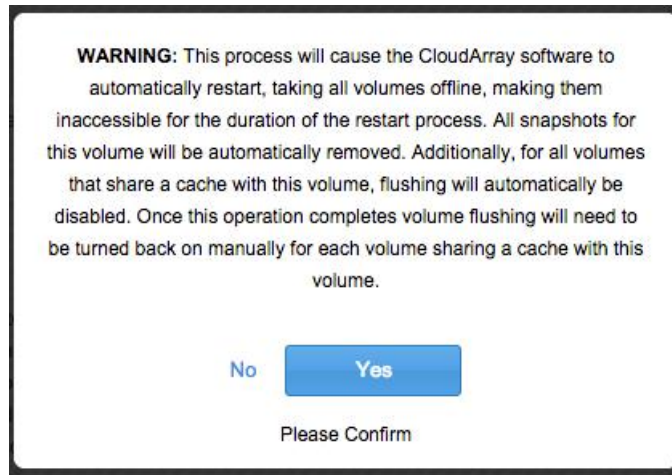 WARNING: This process will cause the CloudArray software to
automatically restart, taking all volumes offline, making them
inaccessible for the duration of the restart process. All snapshots for
this volume will be automatically removed. Additionally, for all volumes
that share a cache with this volume, flushing will automatically be
disabled. Once this operation completes volume flushing will need to
be turned back on manually for each volume sharing a cache with this
volume.
No Yes
Please Confirm